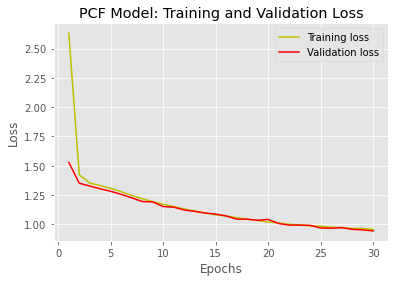 PCF Model: Training and Validation Loss
Training loss
Validation loss
Loss
2.50
2.25
2.00
1.75
1.50
1.25
1.00
0 5 10 15 20 25 30
Epochs